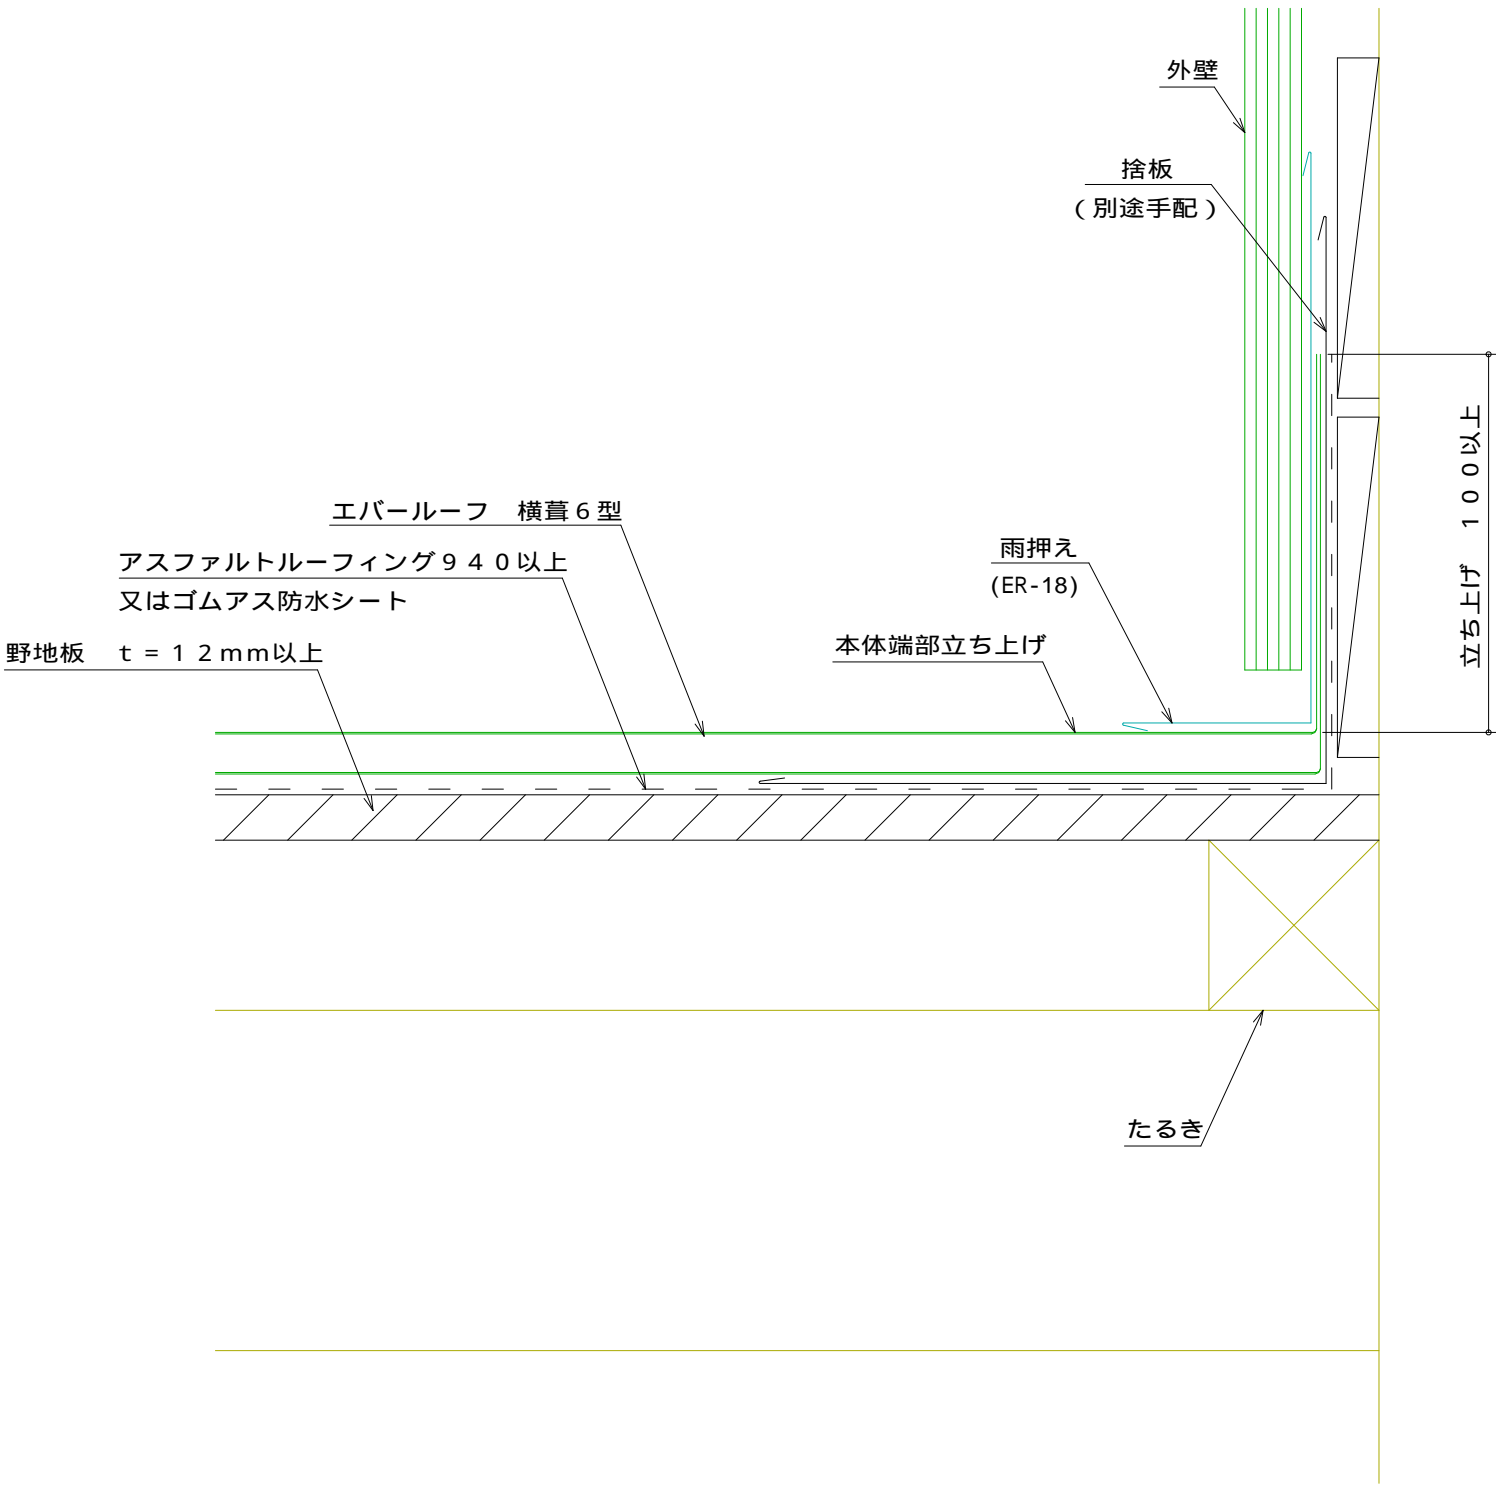 外壁
捨板
（別途手配）
エバールーフ　横葺６型
アスファルトルーフィング９４０以上
又はゴムアス防水シート
野地板　ｔ＝１２ｍｍ以上
雨押え
(ER-18)
本体端部立ち上げ
立ち上げ　１００以上
たるき